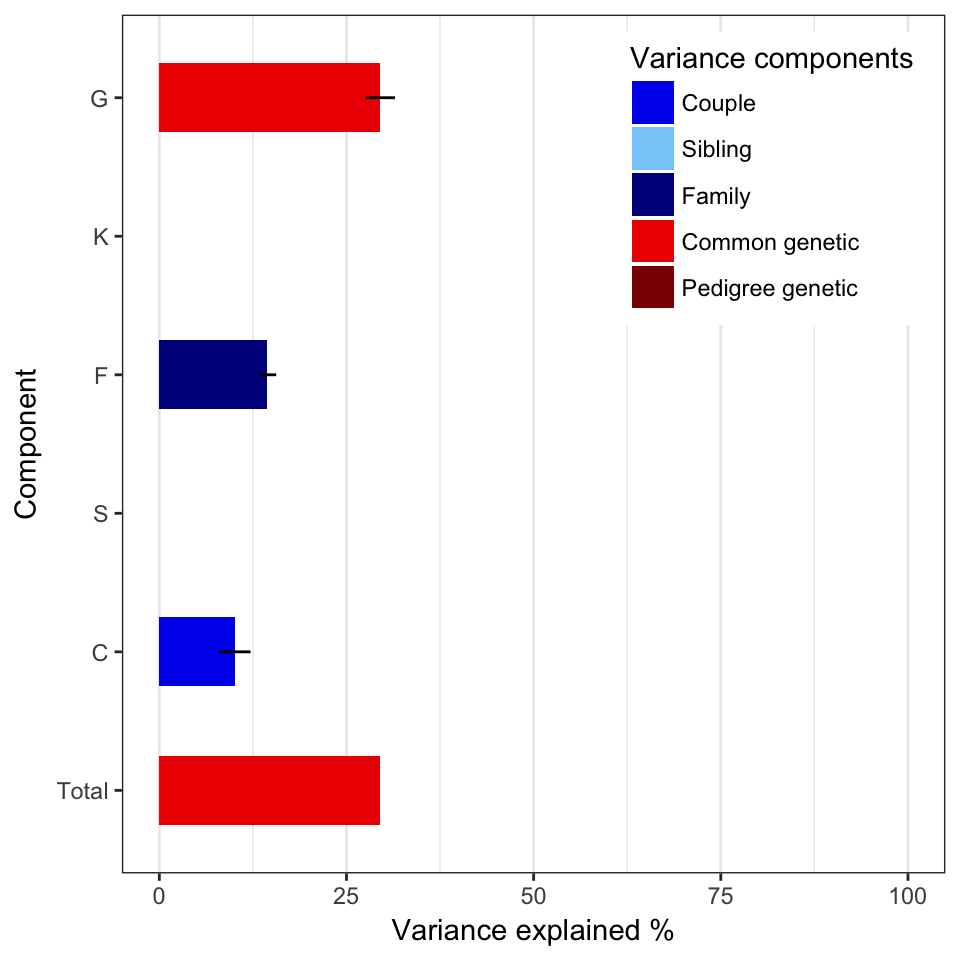 Variance components
Couple
Sibling
Family
Common genetic
Pedigree genetic
G
K
F
S
C
Total
Component
0 25 50 75 100
Variance explained %